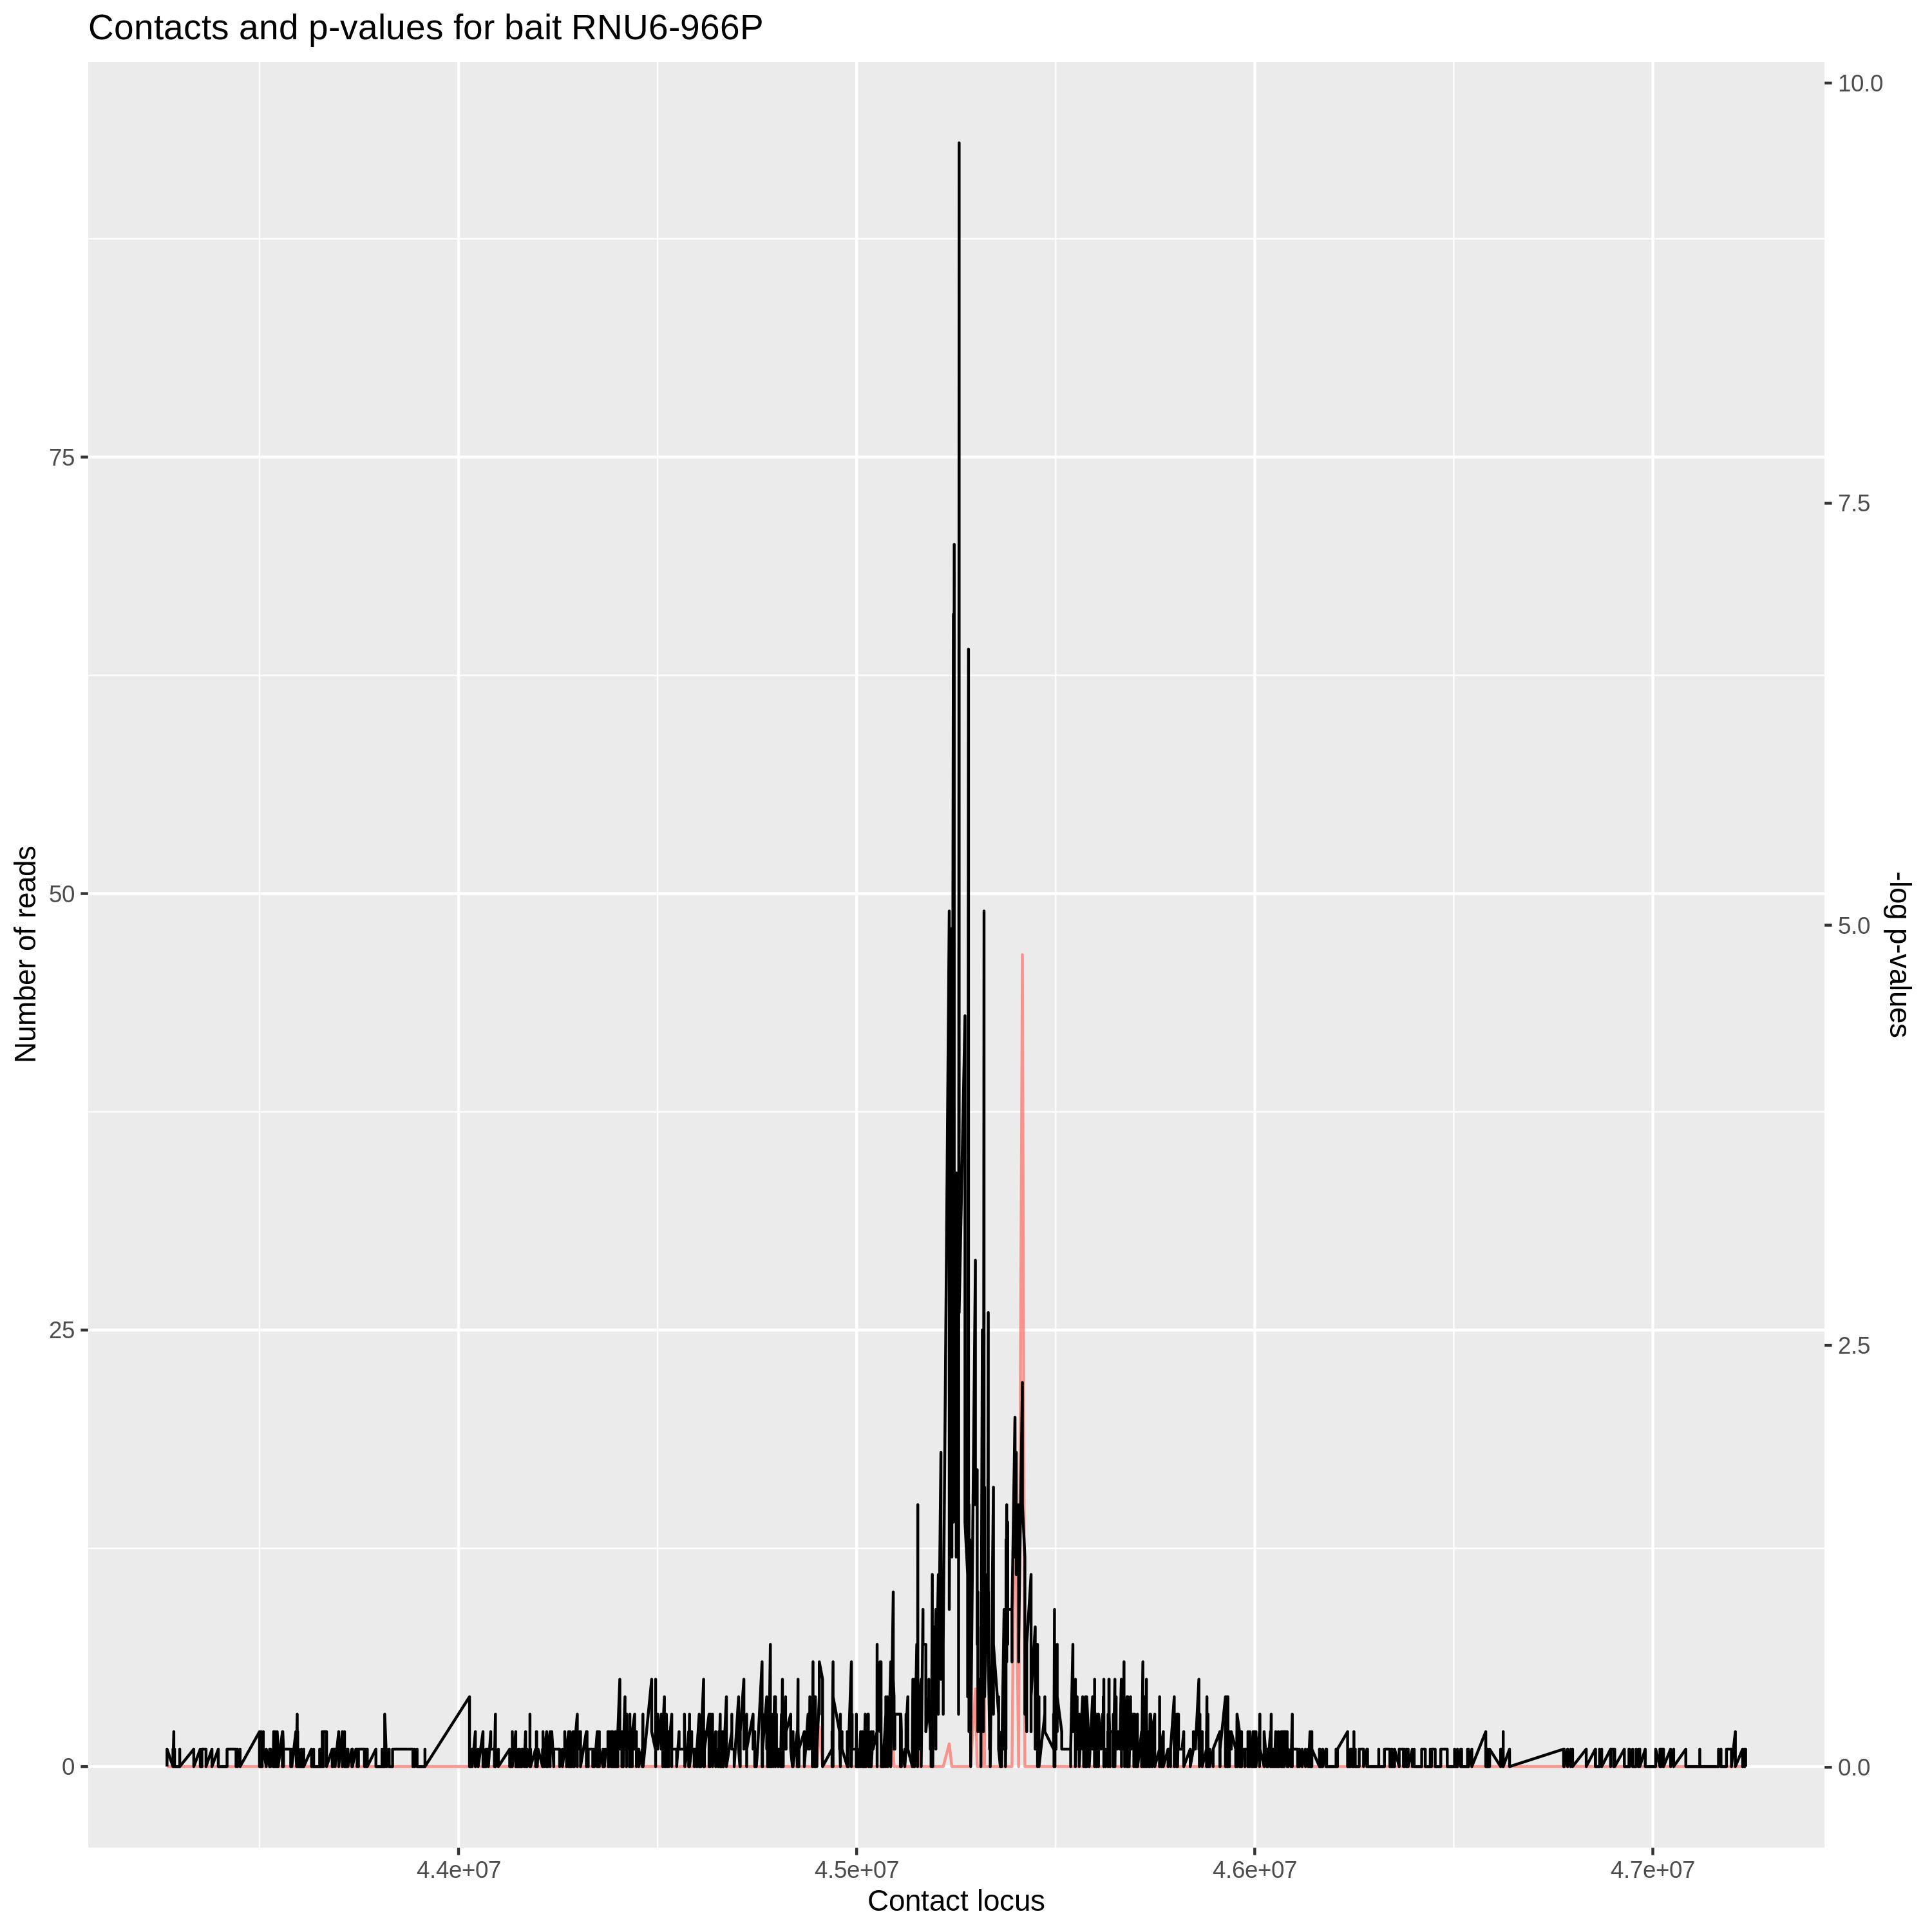 Contacts and p-values for bait RNU6-966P
Number of reads
75
50
25
0
10.0
7.5
5.0
2.5
0.0
-log p-values
4.4e+07 4.5e+07 4.6e+07 4.7e+07
Contact locus